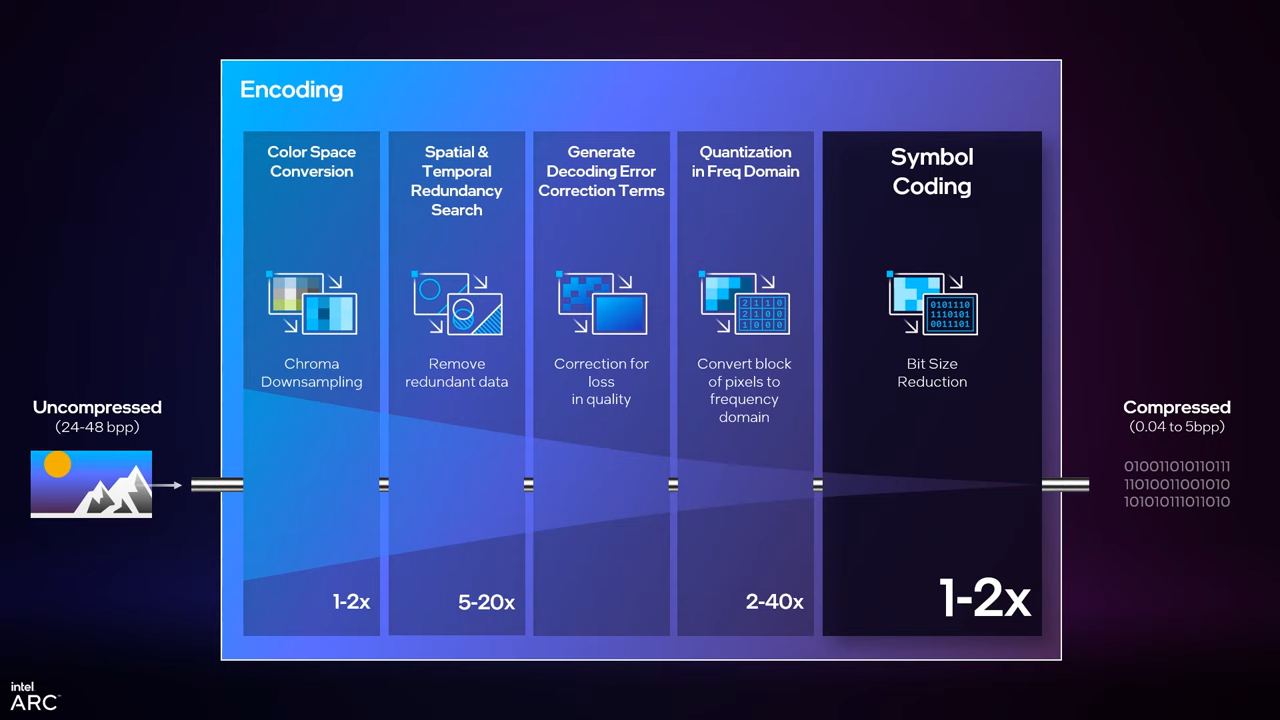 Encoding
Color Space
Conversion
Chroma
Downsampling
1-2x
Spatial &
Temporal
Redundancy
Search
Remove
redundant data
5-20x
Generate
Decoding Error
Correction Terms
Correction for
loss
in quality
Quantization
in Freq Domain
2 1 1 0
2 1 0 0
1 0 0 0
Convert block
of pixels to
frequency
domain
2-40x
Symbol
Coding
0101110
1110101
0011101
Bit Size
Reduction
1-2x
Uncompressed
(24-48 bpp)
Compressed
(0.04 to 5bpp)
010011010110111
11010011001010
101010111011010
intel
ARC™